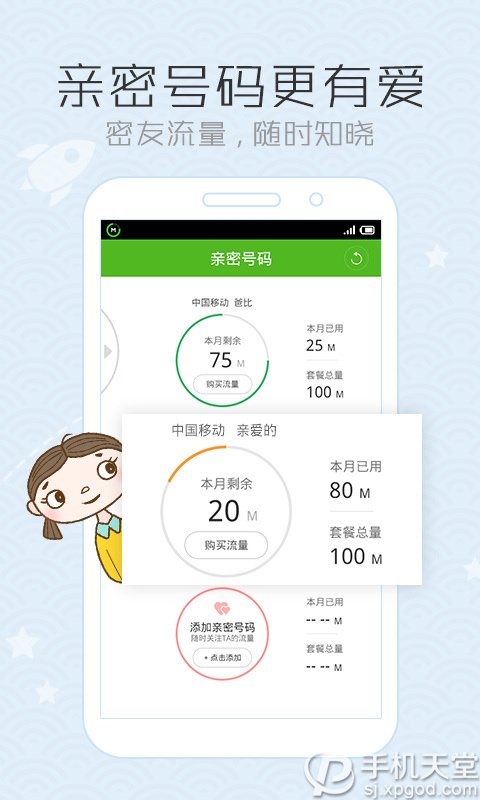 亲密号码更有爱
密友流量，随时知晓
M
亲密号码
中国移动 爸比
本月剩余
75 M
购买流量
本月已用
25 M
套餐总量
100 M
中国移动 亲爱的
本月剩余
20 M
购买流量
本月已用
80 M
套餐总量
100 M
添加亲密号码
随时关注TA的流量
+ 点击添加
本月已用
-- -- M
套餐总量
-- -- M
手机天堂
sj.xpgod.com